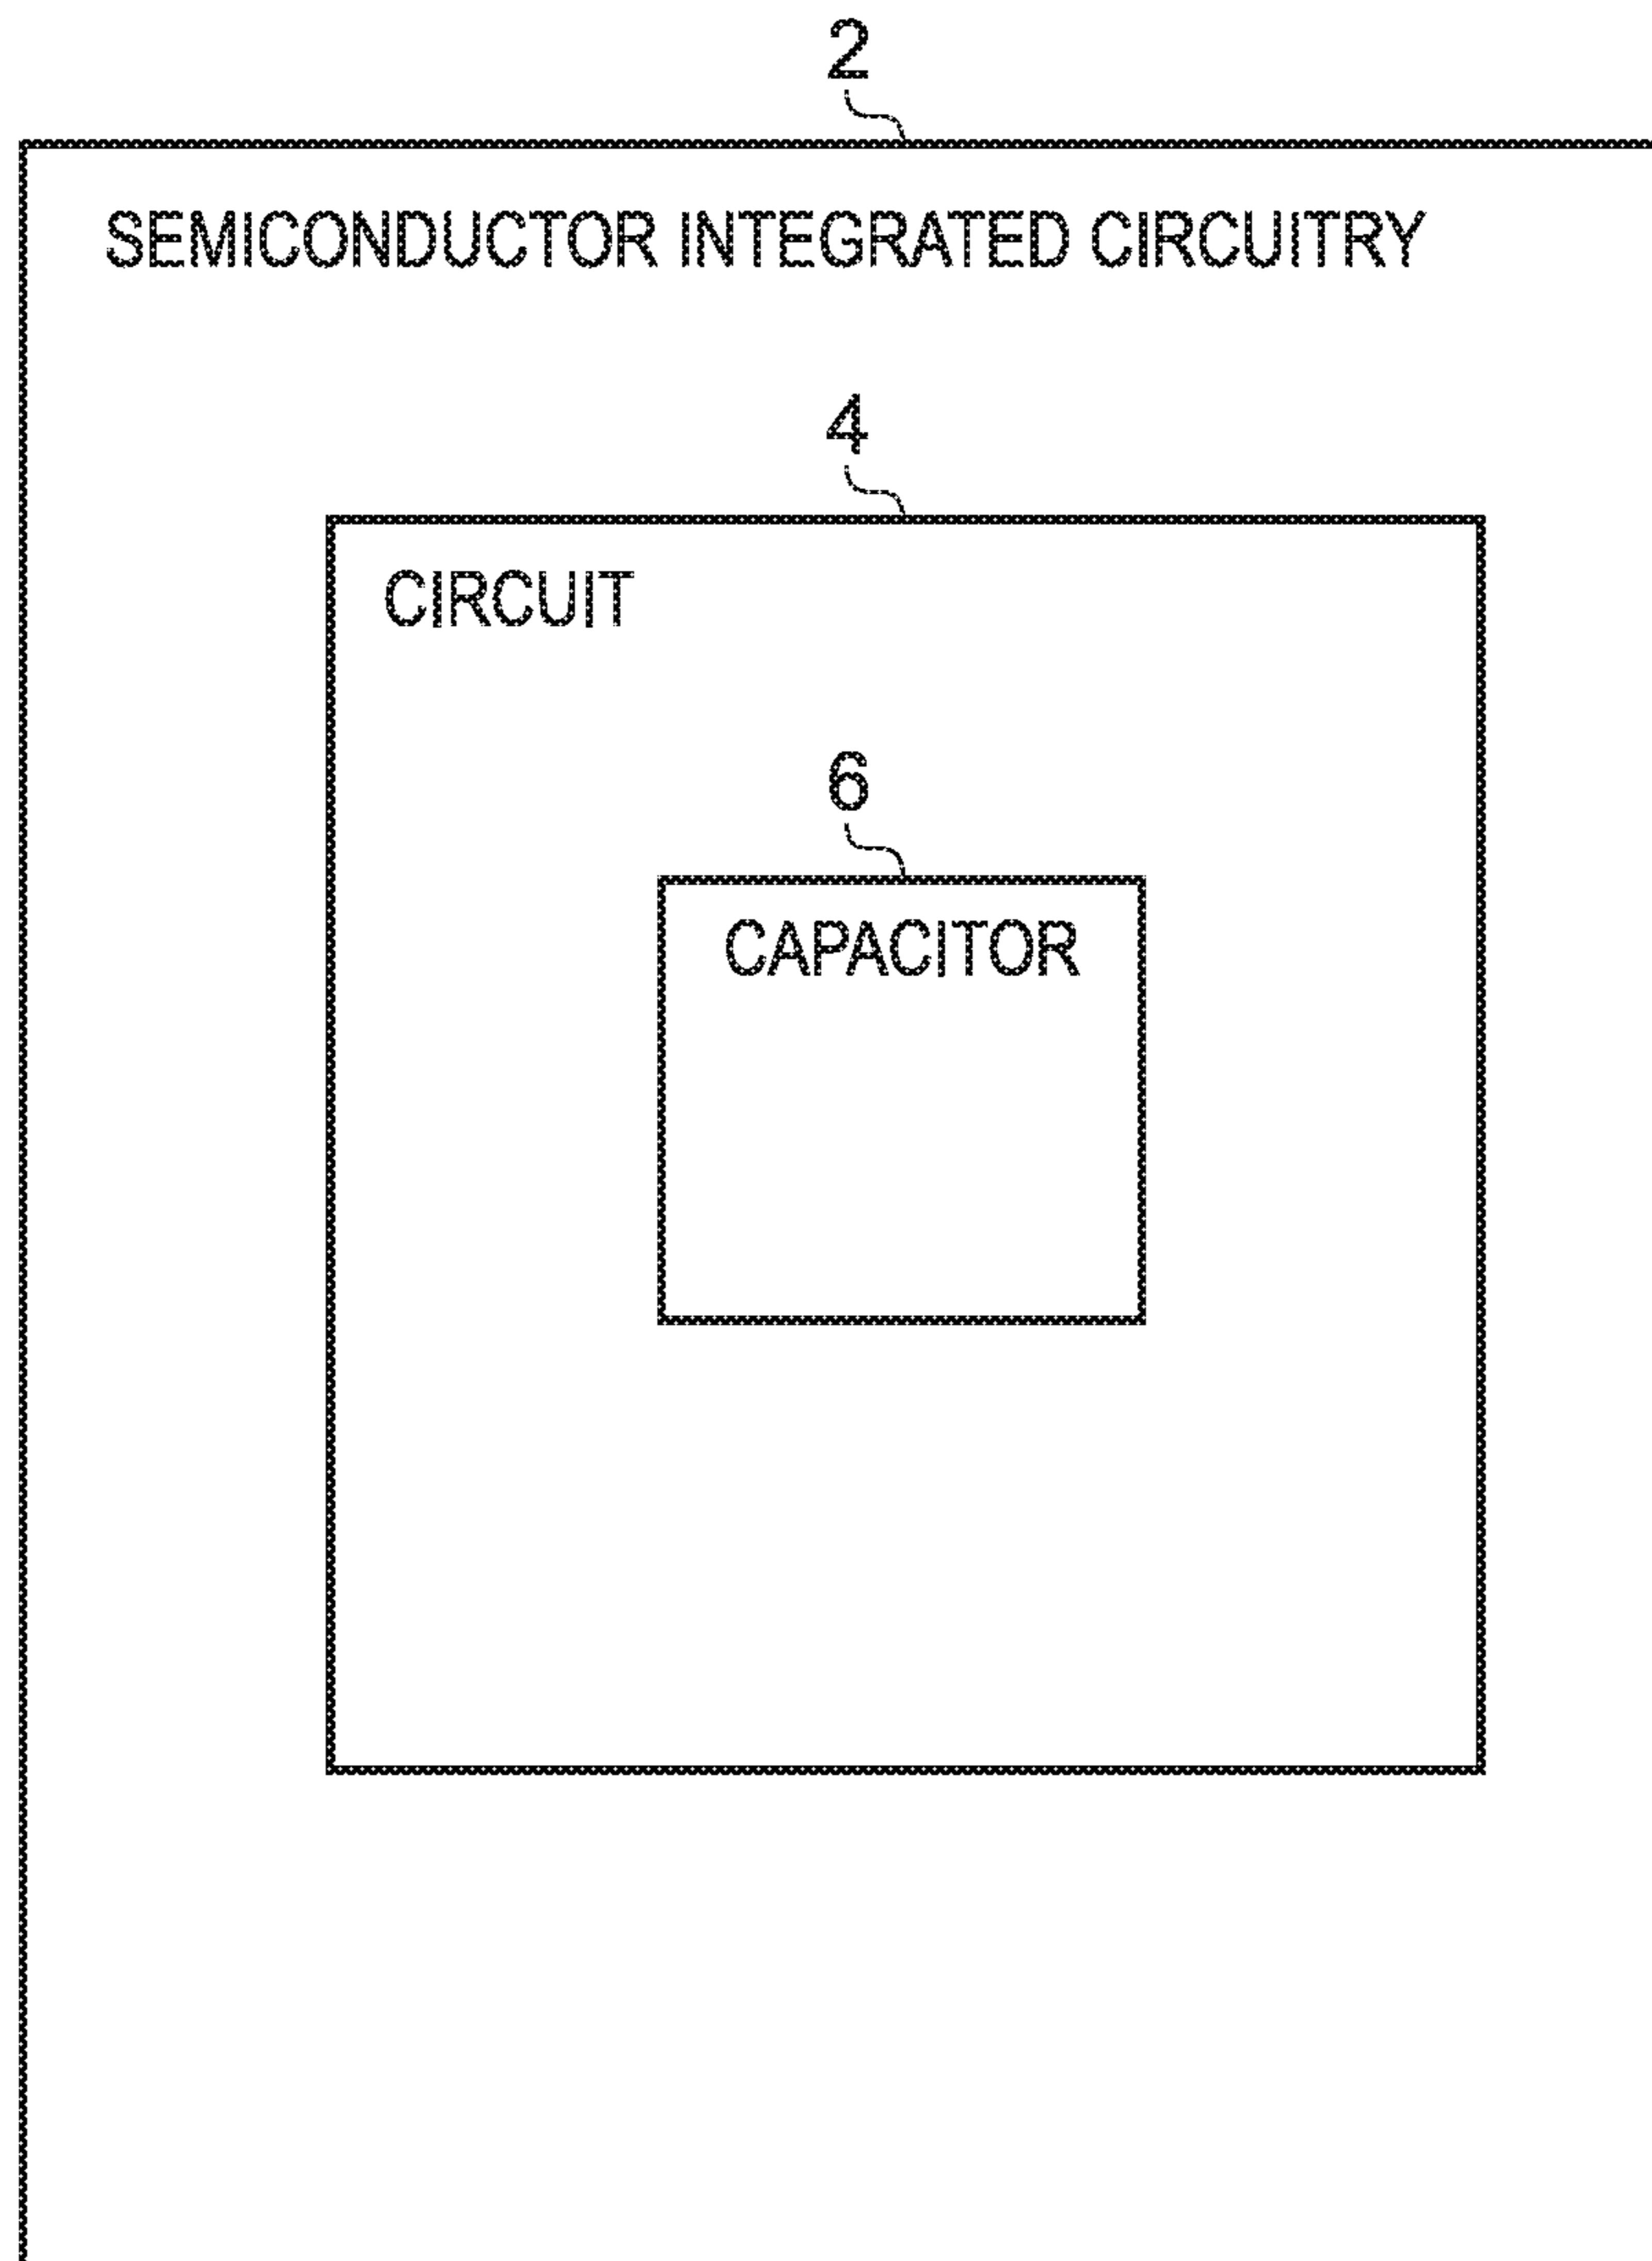 2
SEMICONDUCTOR INTEGRATED CIRCUITRY
4
CIRCUIT
6
CAPACITOR